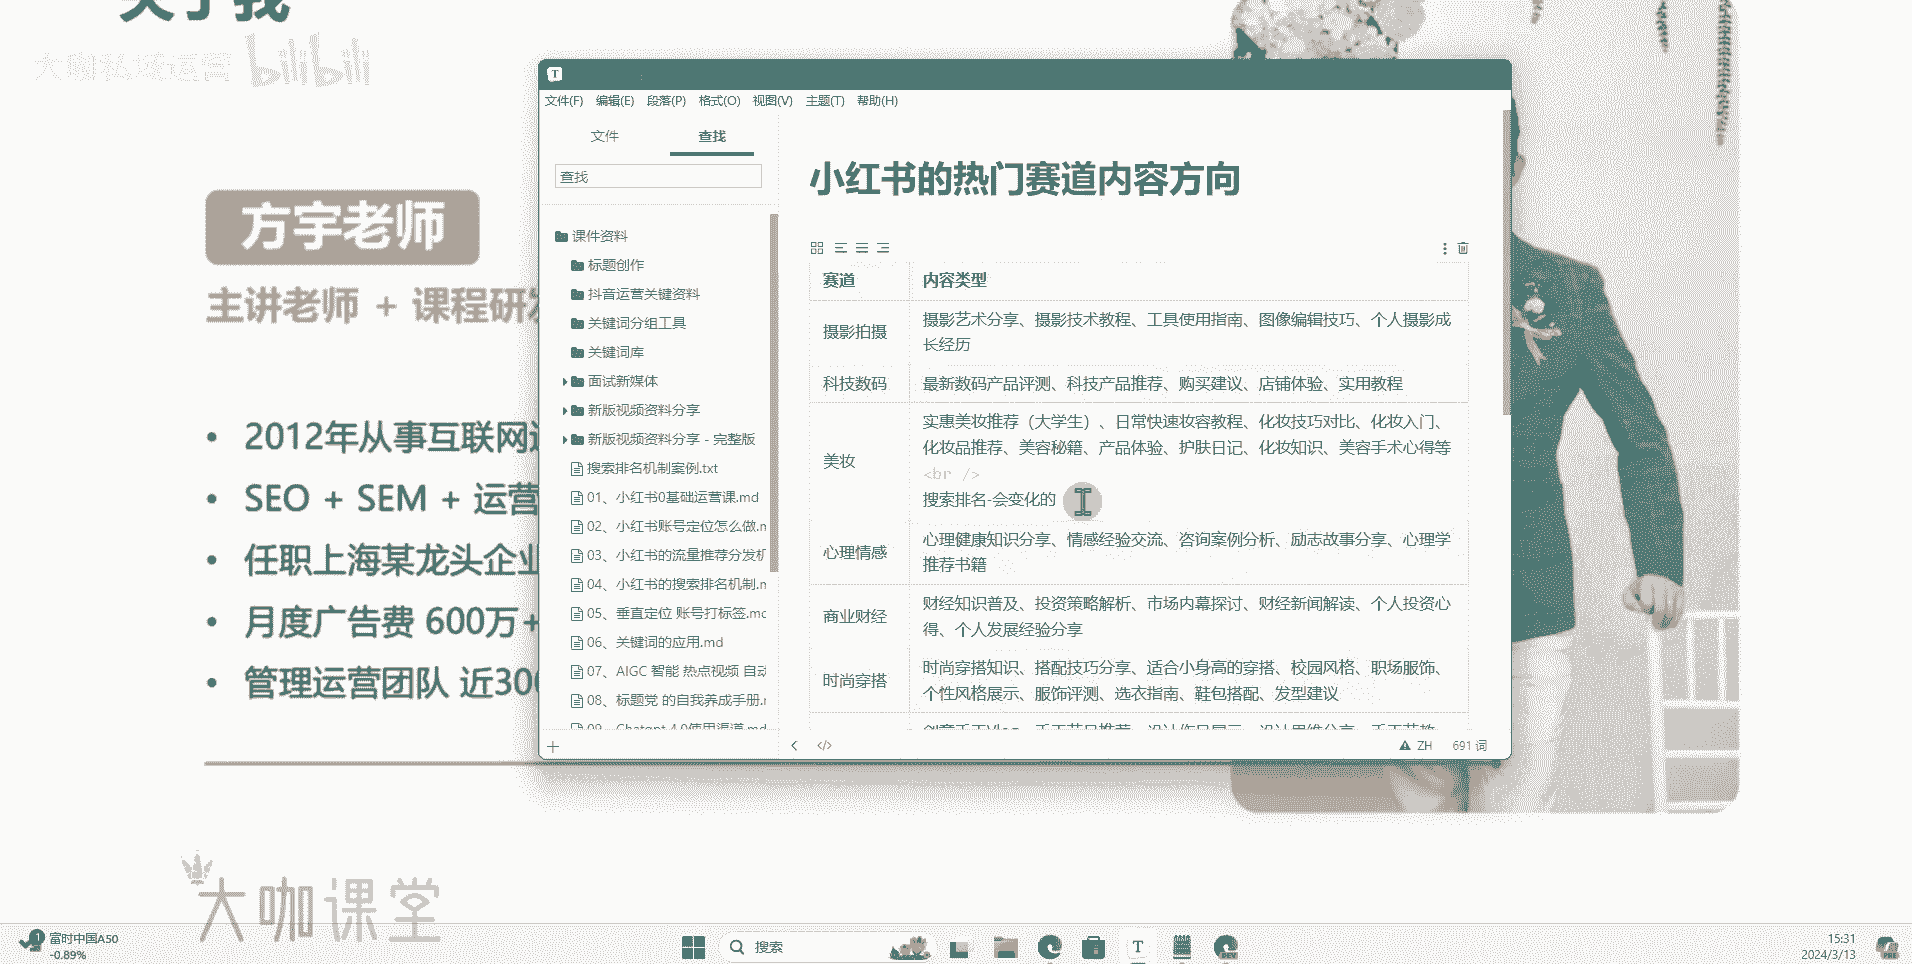 关于我
大咖私域运营 bilibili
方宇老师
主讲老师 + 课程研发
2012年从事互联网
SEO + SEM + 运营
任职上海某龙头企业
月度广告费 600万+
管理运营团队 近30
大咖课堂
T
文件(F) 编辑(E) 段落(P) 格式(O) 视图(V) 主题(T) 帮助(H)
文件 查找
查找
课件资料
标题创作
抖音运营关键资料
关键词分组工具
关键词库
面试新媒体
新版视频资料分享
新版视频资料分享 - 完整版
搜索排名机制案例.txt
01、小红书0基础运营课.md
02、小红书账号定位怎么做.m
03、小红书的流量推荐分发机
04、小红书的搜索排名机制.m
05、垂直定位 账号打标签.mc
06、关键词的应用.md
07、AIGC 智能 热点视频 自动
08、标题党 的自我养成手册.r
09、Chatgpt 4.0使用渠道.md
小红书的热门赛道内容方向
赛道 内容类型
摄影拍摄
摄影艺术分享、摄影技术教程、工具使用指南、图像编辑技巧、个人摄影成
长经历
科技数码 最新数码产品评测、科技产品推荐、购买建议、店铺体验、实用教程
美妆
实惠美妆推荐（大学生）、日常快速妆容教程、化妆技巧对比、化妆入门、
化妆品推荐、美容秘籍、产品体验、护肤日记、化妆知识、美容手术心得等
<br />
搜索排名-会变化的
心理情感
心理健康知识分享、情感经验交流、咨询案例分析、励志故事分享、心理学
推荐书籍
商业财经
财经知识普及、投资策略解析、市场内幕探讨、财经新闻解读、个人投资心
得、个人发展经验分享
时尚穿搭
时尚穿搭知识、搭配技巧分享、适合小身高的穿搭、校园风格、职场服饰、
个性风格展示、服饰评测、选衣指南、鞋包搭配、发型建议
ZH 691 词
1
富时中国A50
-0.89%
搜索
T
DEV
15:31
2024/3/13
PRE